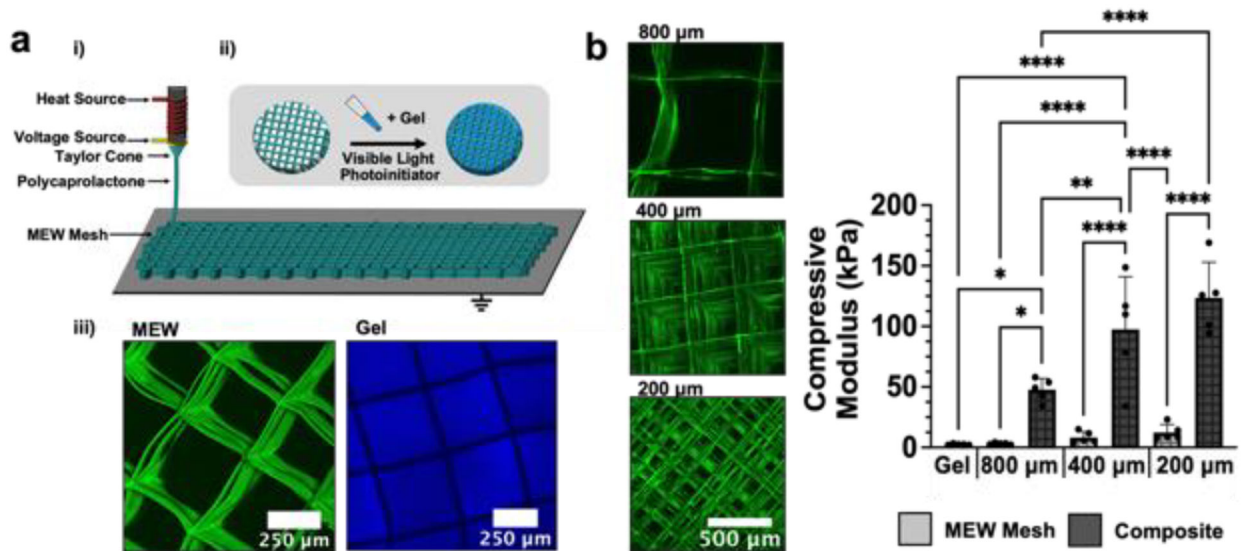 a
i)
ii)
Heat Source
Voltage Source
Taylor Cone
Polycaprolactone
MEW Mesh
+ Gel
Visible Light
Photoinitiator
iii)
MEW
Gel
250 µm
250 µm
b
800 µm
400 µm
200 µm
500 µm
****
****
****
****
**
****
****
*
*
Compressive
Modulus (kPa)
200
150
100
50
0
Gel 800 µm 400 µm 200 µm
MEW Mesh
Composite